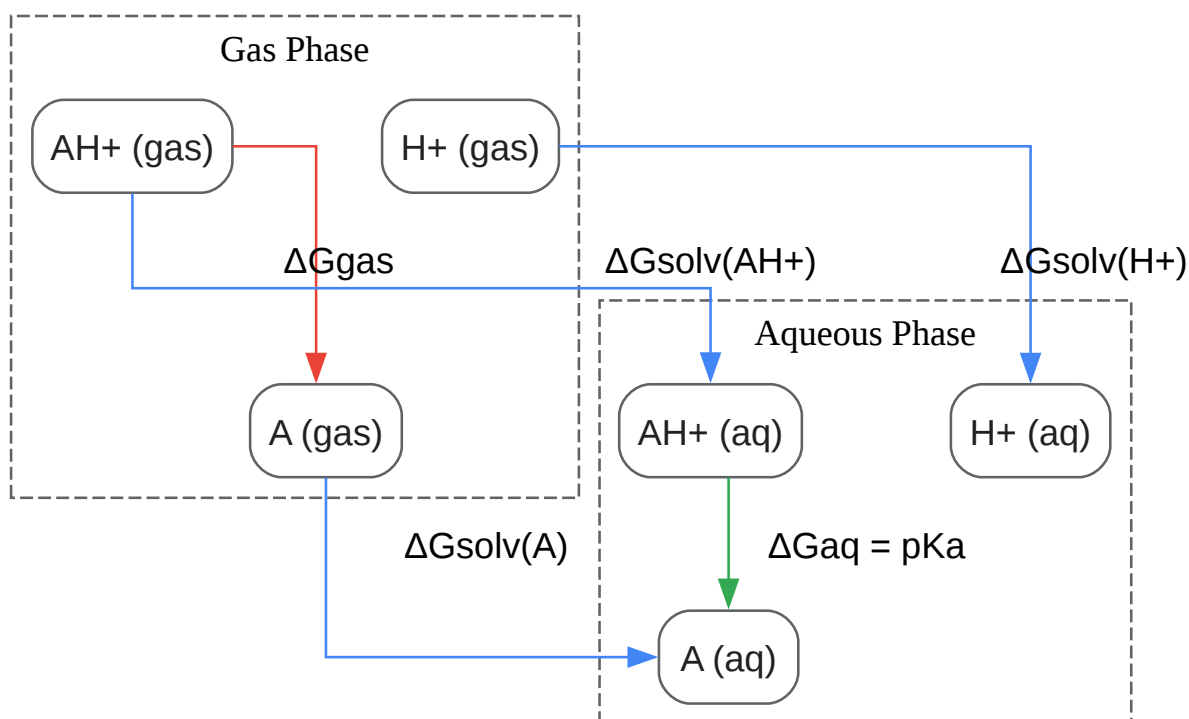 Gas Phase
AH+ (gas)
H+ (gas)
ΔGgas
ΔGsolv(AH+)
ΔGsolv(H+)
Aqueous Phase
A (gas)
AH+ (aq)
H+ (aq)
ΔGsolv(A)
ΔGaq = pKa
A (aq)